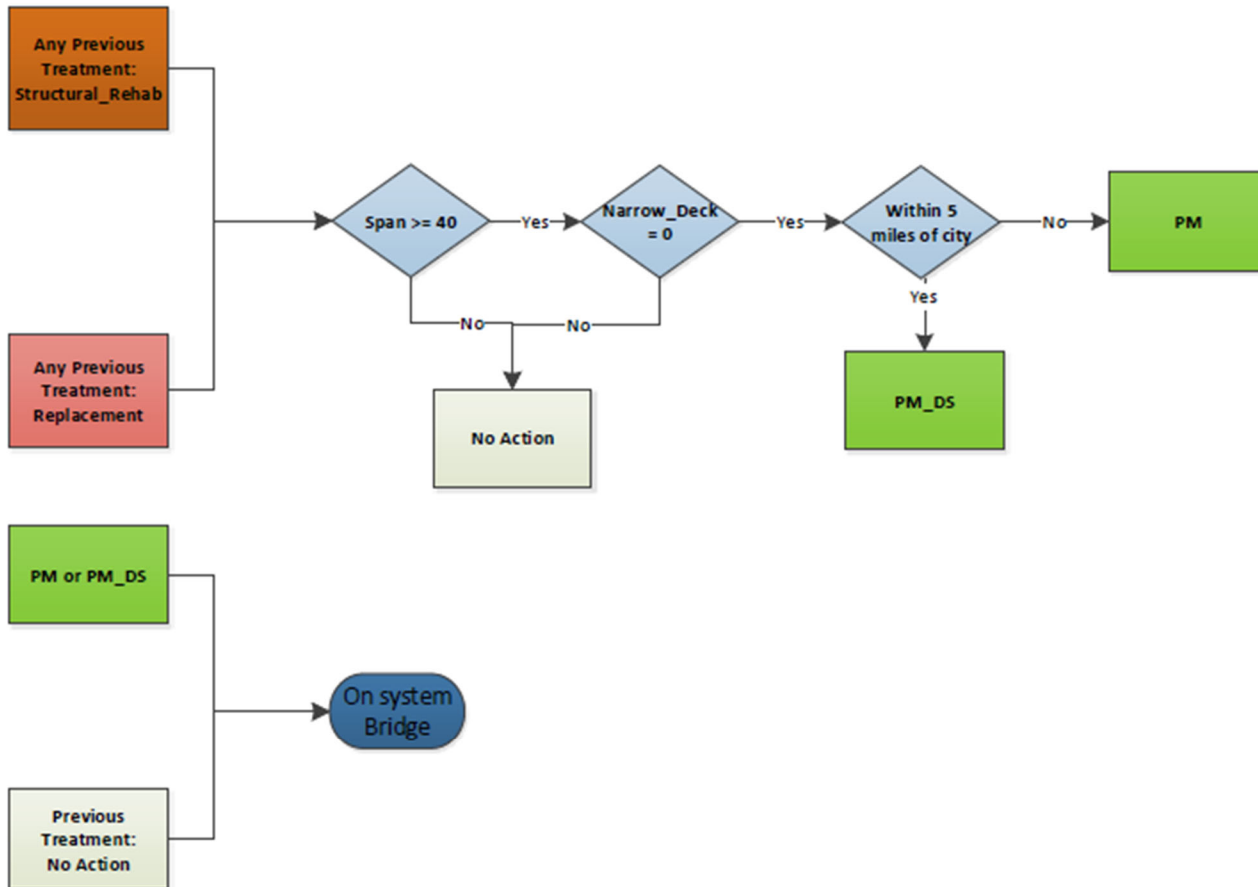 Any Previous
Treatment:
Structural_Rehab
Span >= 40
Yes
Narrow_Deck
= 0
Yes
Within 5
miles of city
No
PM
Yes
No
No
Any Previous
Treatment:
Replacement
PM_DS
No Action
PM or PM_DS
On system
Bridge
Previous
Treatment:
No Action